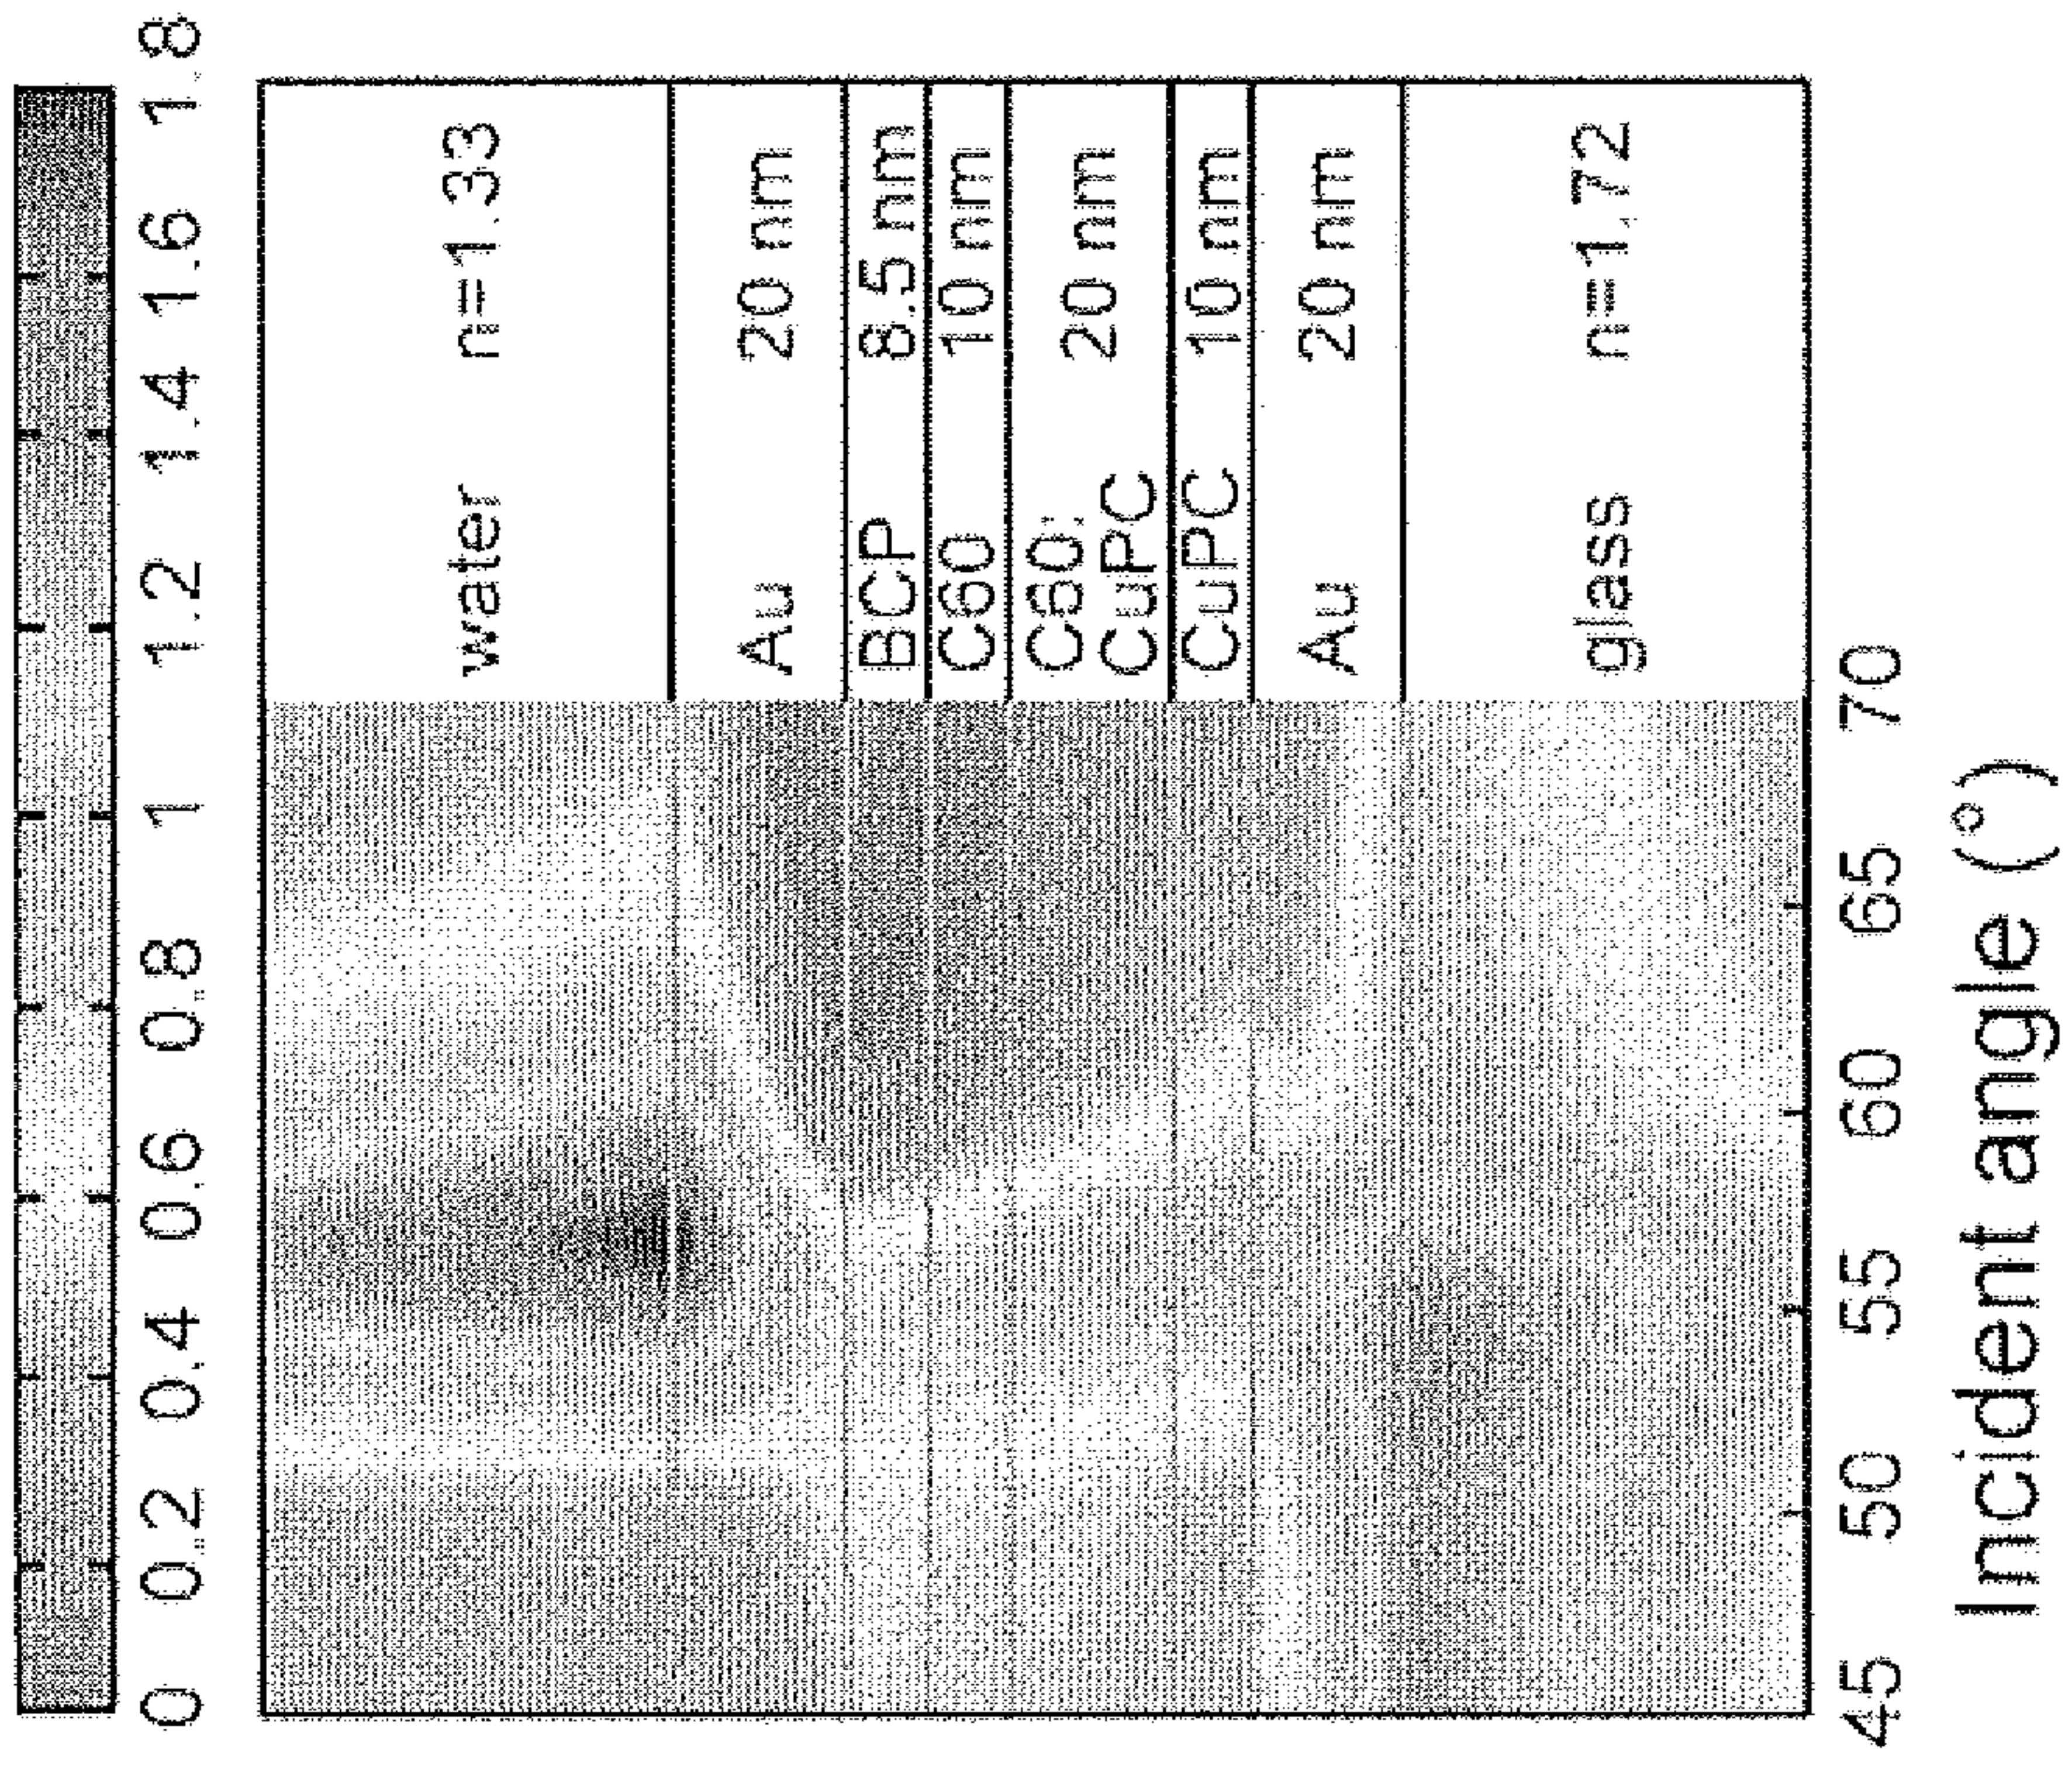 0 0.2 0.4 0.6 0.8 1 1.2 1.4 1.6 1.8
water n=1.33
Au 20 nm
BCP 8.5 nm
C60 10 nm
C60:
CuPC 20 nm
CuPC 10 nm
Au 20 nm
glass n=1.72
45 50 55 60 65 70
Incident angle (°)